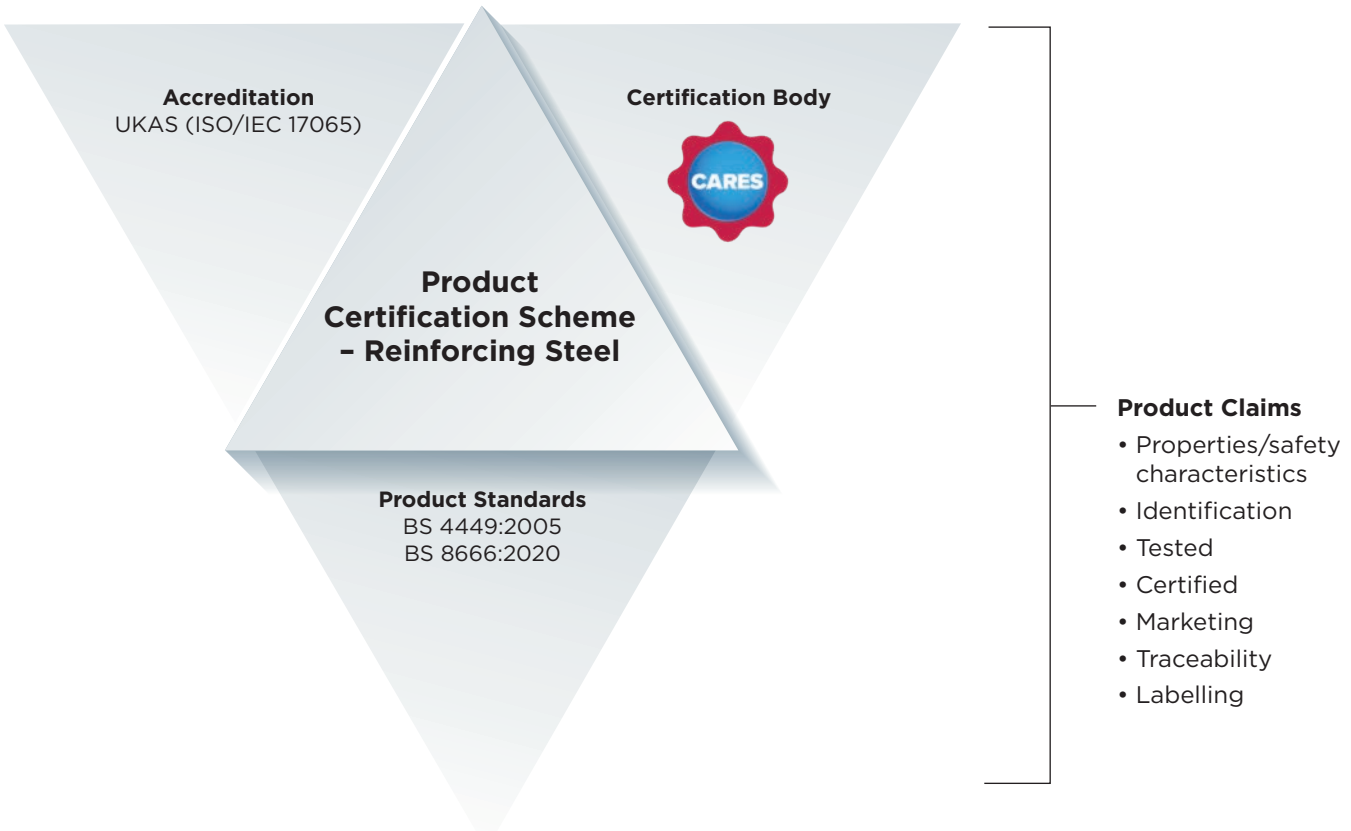 Accreditation
UKAS (ISO/IEC 17065)
Certification Body
CARES
Product
Certification Scheme
– Reinforcing Steel
Product Standards
BS 4449:2005
BS 8666:2020
Product Claims
• Properties/safety
characteristics
• Identification
• Tested
• Certified
• Marketing
• Traceability
• Labelling